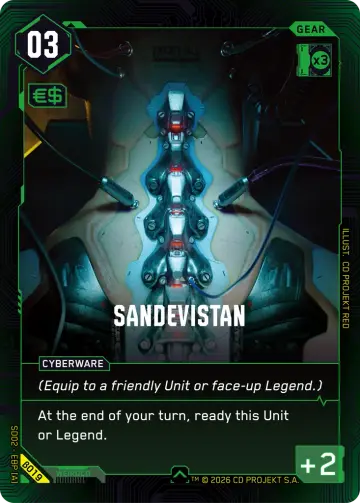 03
GEAR
€$
x3
ILLUST. CD PROJEKT RED
SANDEVISTAN
CYBERWARE
(Equip to a friendly Unit or face-up Legend.)
At the end of your turn, ready this Unit
or Legend.
+2
6019
™ © 2026 CD PROJEKT S.A.